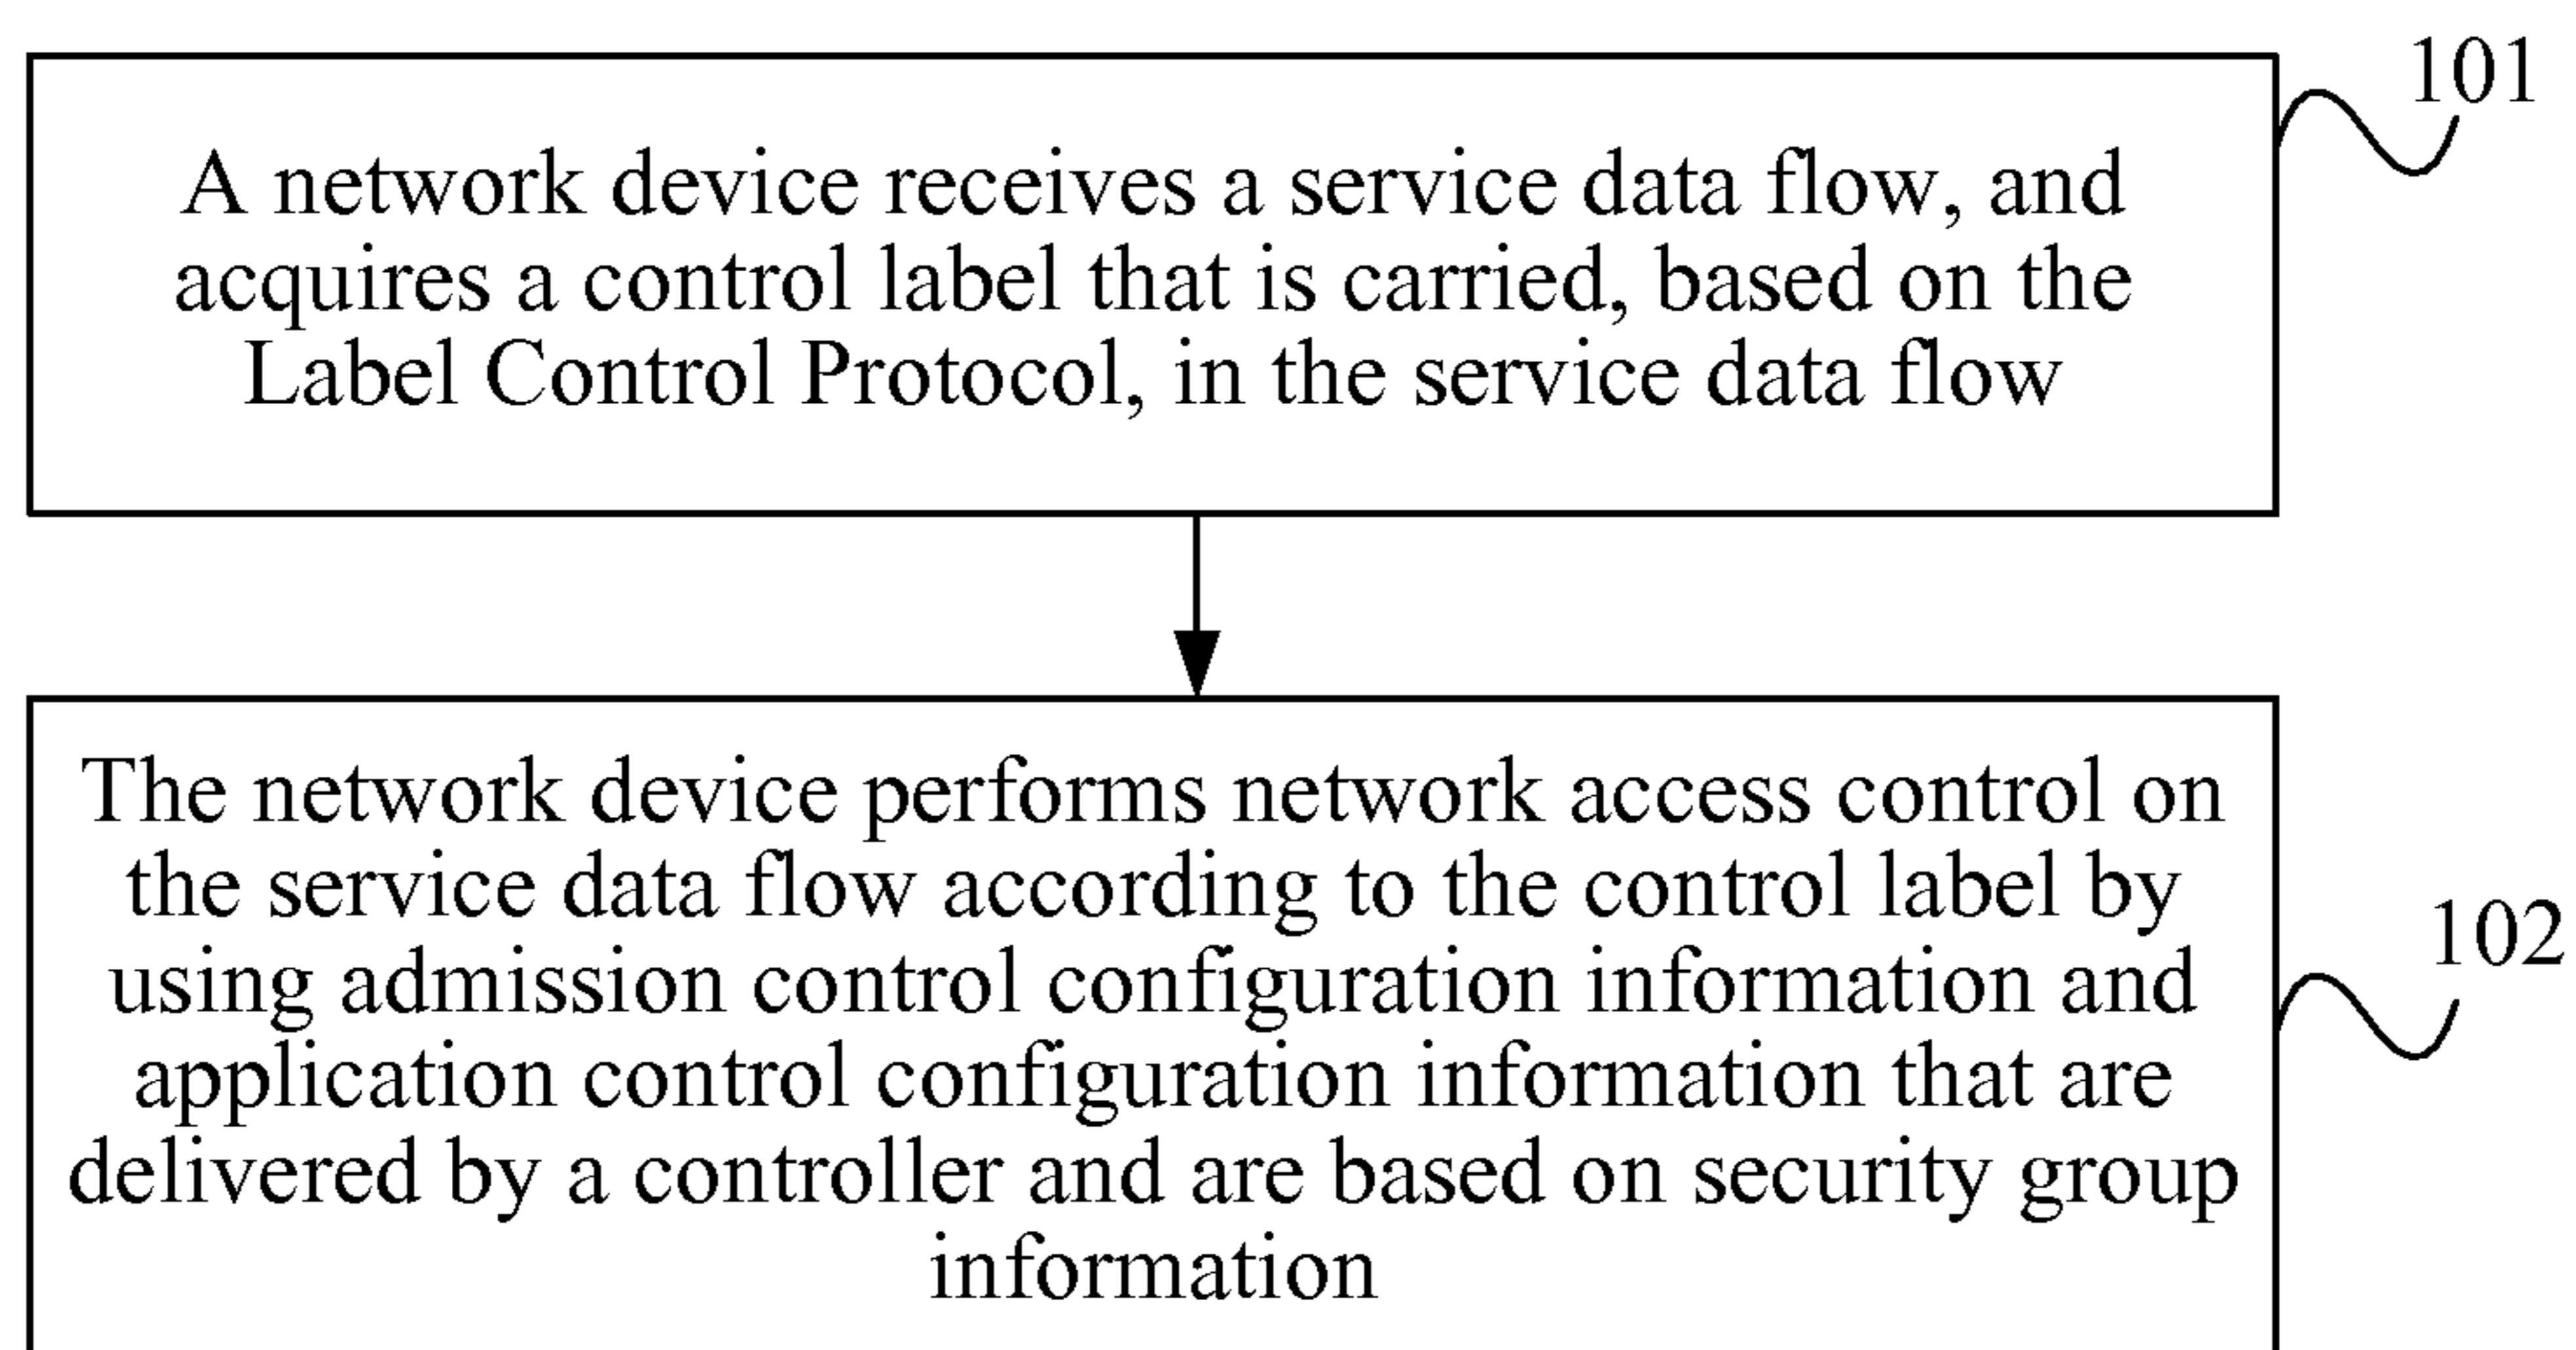 101
A network device receives a service data flow, and
acquires a control label that is carried, based on the
Label Control Protocol, in the service data flow
The network device performs network access control on
the service data flow according to the control label by
102
using admission control configuration information and
application control configuration information that are
delivered by a controller and are based on security group
information